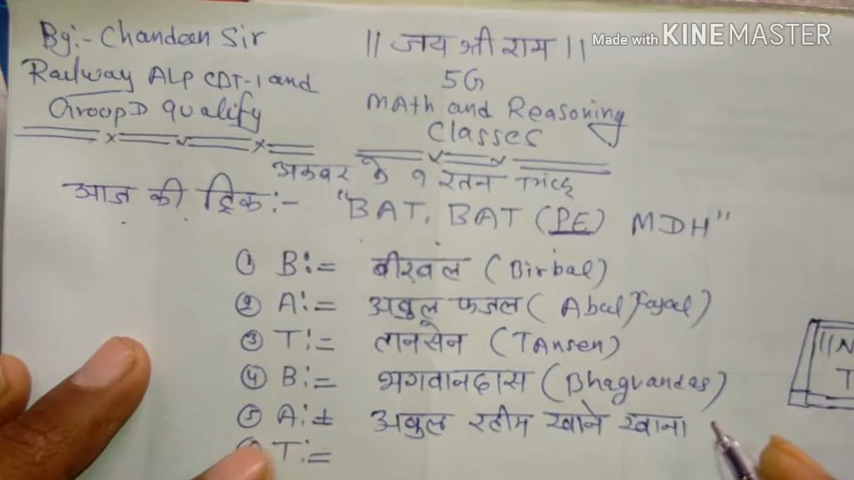 By:- Chandan Sir
Railway ALP CBT-1 and
Group D Qualify
|| जय श्री राम ||
Made with KINEMASTER
5G
MAth and Reasoning
Classes
अकबर के 9 रतन Trick
आज की ट्रिक:- "BAT, BAT (PE) MDH"
① B:= बीरबल (Birbal)
② A:= अबुल फजल (Abul Fajal)
③ T:= तानसेन (TAnsen)
④ B:= भगवानदास (Bhagvandas)
⑤ A:= अबुल रहीम खाने खाना
T:=
||N
T